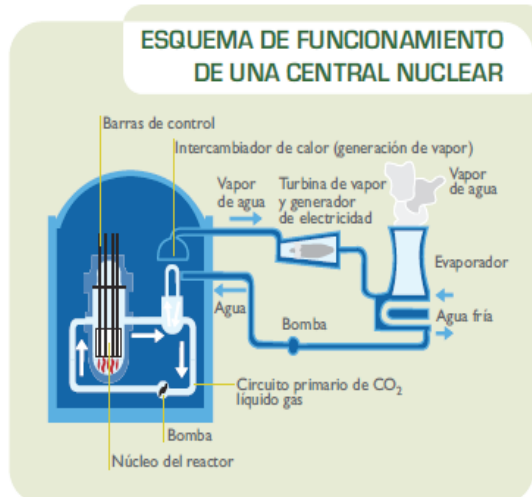 ESQUEMA DE FUNCIONAMIENTO
DE UNA CENTRAL NUCLEAR
Barras de control
Intercambiador de calor (generación de vapor)
Vapor
de agua
Turbina de vapor
y generador
de electricidad
Vapor
de agua
Evaporador
Agua
Bomba
Agua fría
Circuito primario de CO₂
líquido gas
Bomba
Núcleo del reactor